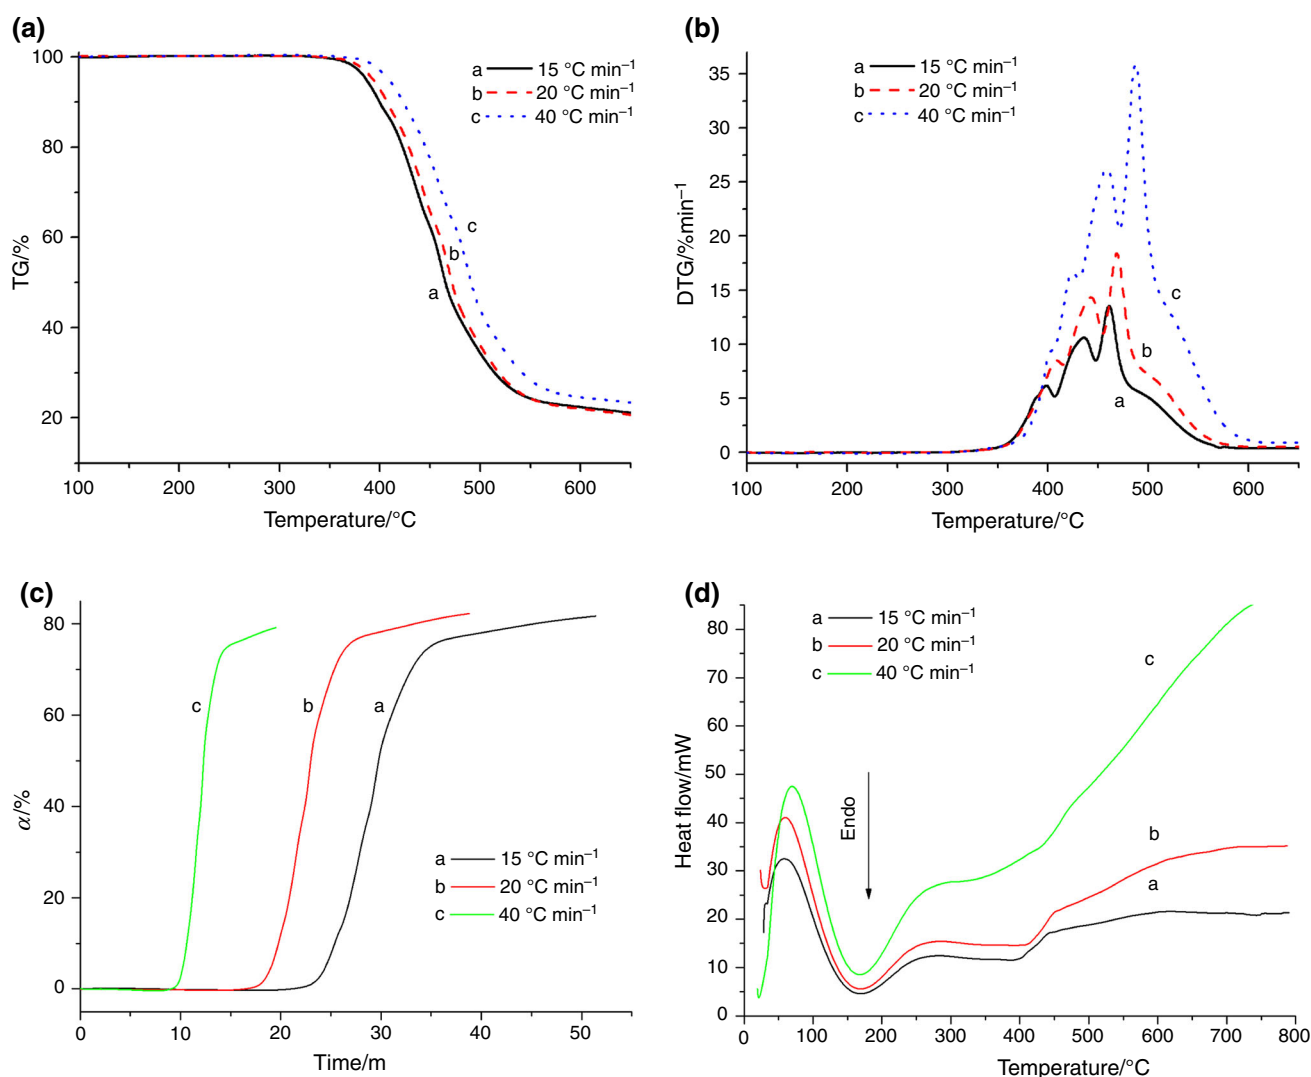 (a)
100
80
60
40
20
TG/%
a 15 °C min⁻¹
b 20 °C min⁻¹
c 40 °C min⁻¹
c
b
a
100 200 300 400 500 600
Temperature/°C
(b)
35
30
25
20
15
10
5
0
DTG/%min⁻¹
a 15 °C min⁻¹
b 20 °C min⁻¹
c 40 °C min⁻¹
c
b
a
100 200 300 400 500 600
Temperature/°C
(c)
80
60
40
20
0
α/%
c b a
a 15 °C min⁻¹
b 20 °C min⁻¹
c 40 °C min⁻¹
0 10 20 30 40 50
Time/m
(d)
80
70
60
50
40
30
20
10
0
Heat flow/mW
a 15 °C min⁻¹
b 20 °C min⁻¹
c 40 °C min⁻¹
Endo
c
b
a
0 100 200 300 400 500 600 700 800
Temperature/°C